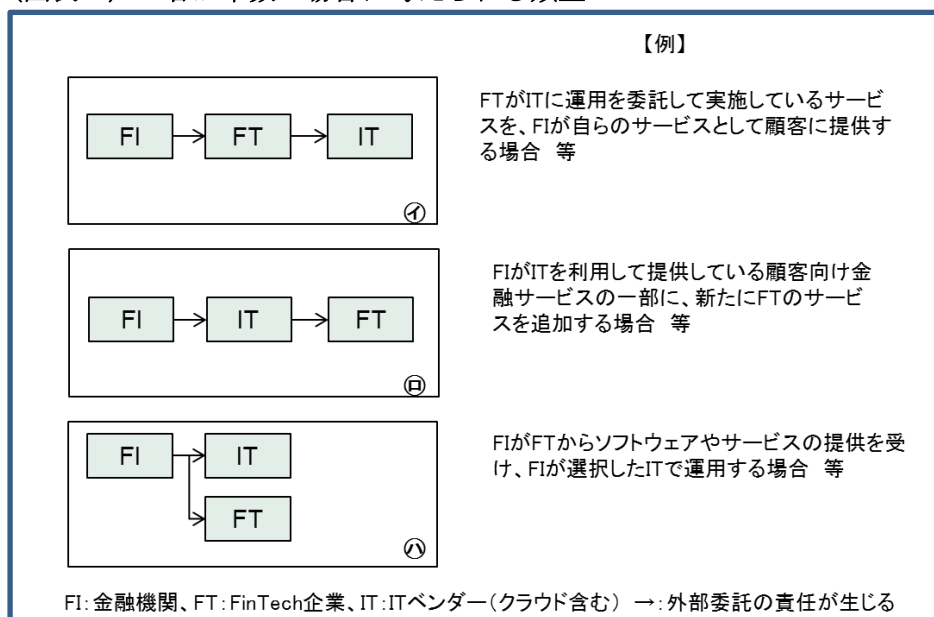 【例】
FI
FT
IT
㋑
FTがITに運用を委託して実施しているサービ
スを、FIが自らのサービスとして顧客に提供す
る場合 等
FI
IT
FT
㋺
FIがITを利用して提供している顧客向け金
融サービスの一部に、新たにFTのサービ
スを追加する場合 等
FI
IT
FT
㋩
FIがFTからソフトウェアやサービスの提供を受
け、FIが選択したITで運用する場合 等
FI:金融機関、FT:FinTech企業、IT:ITベンダー(クラウド含む) →:外部委託の責任が生じる